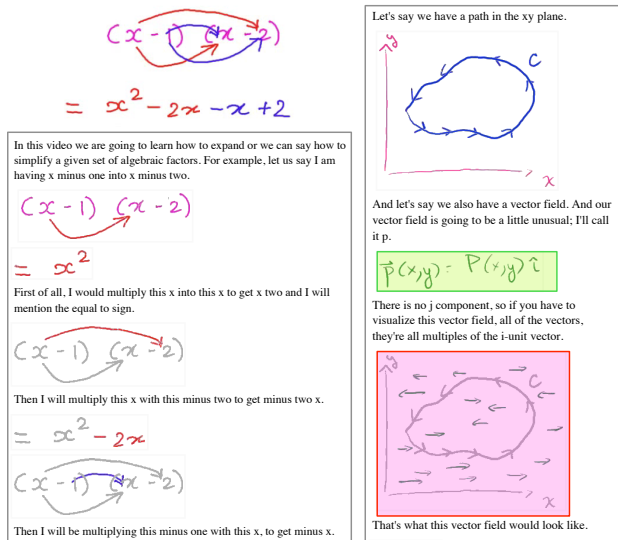 (x - 1) (x - 2)
= x² - 2x - x + 2
In this video we are going to learn how to expand or we can say how to
simplify a given set of algebraic factors. For example, let us say I am
having x minus one into x minus two.
(x - 1) (x - 2)
= x²
First of all, I would multiply this x into this x to get x two and I will
mention the equal to sign.
(x - 1) (x - 2)
Then I will multiply this x with this minus two to get minus two x.
= x² - 2x
(x - 1) (x - 2)
Then I will be multiplying this minus one with this x, to get minus x.
Let's say we have a path in the xy plane.
y
C
x
And let's say we also have a vector field. And our
vector field is going to be a little unusual; I'll call
it p.
p⃗(x,y) = P(x,y) î
There is no j component, so if you have to
visualize this vector field, all of the vectors,
they're all multiples of the i-unit vector.
y
C
x
That's what this vector field would look like.